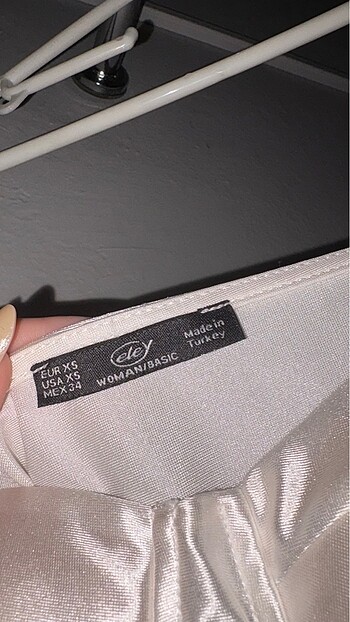 EUR XS
USA XS
MEX 34
eley
WOMAN/BASIC
Made in
Turkey